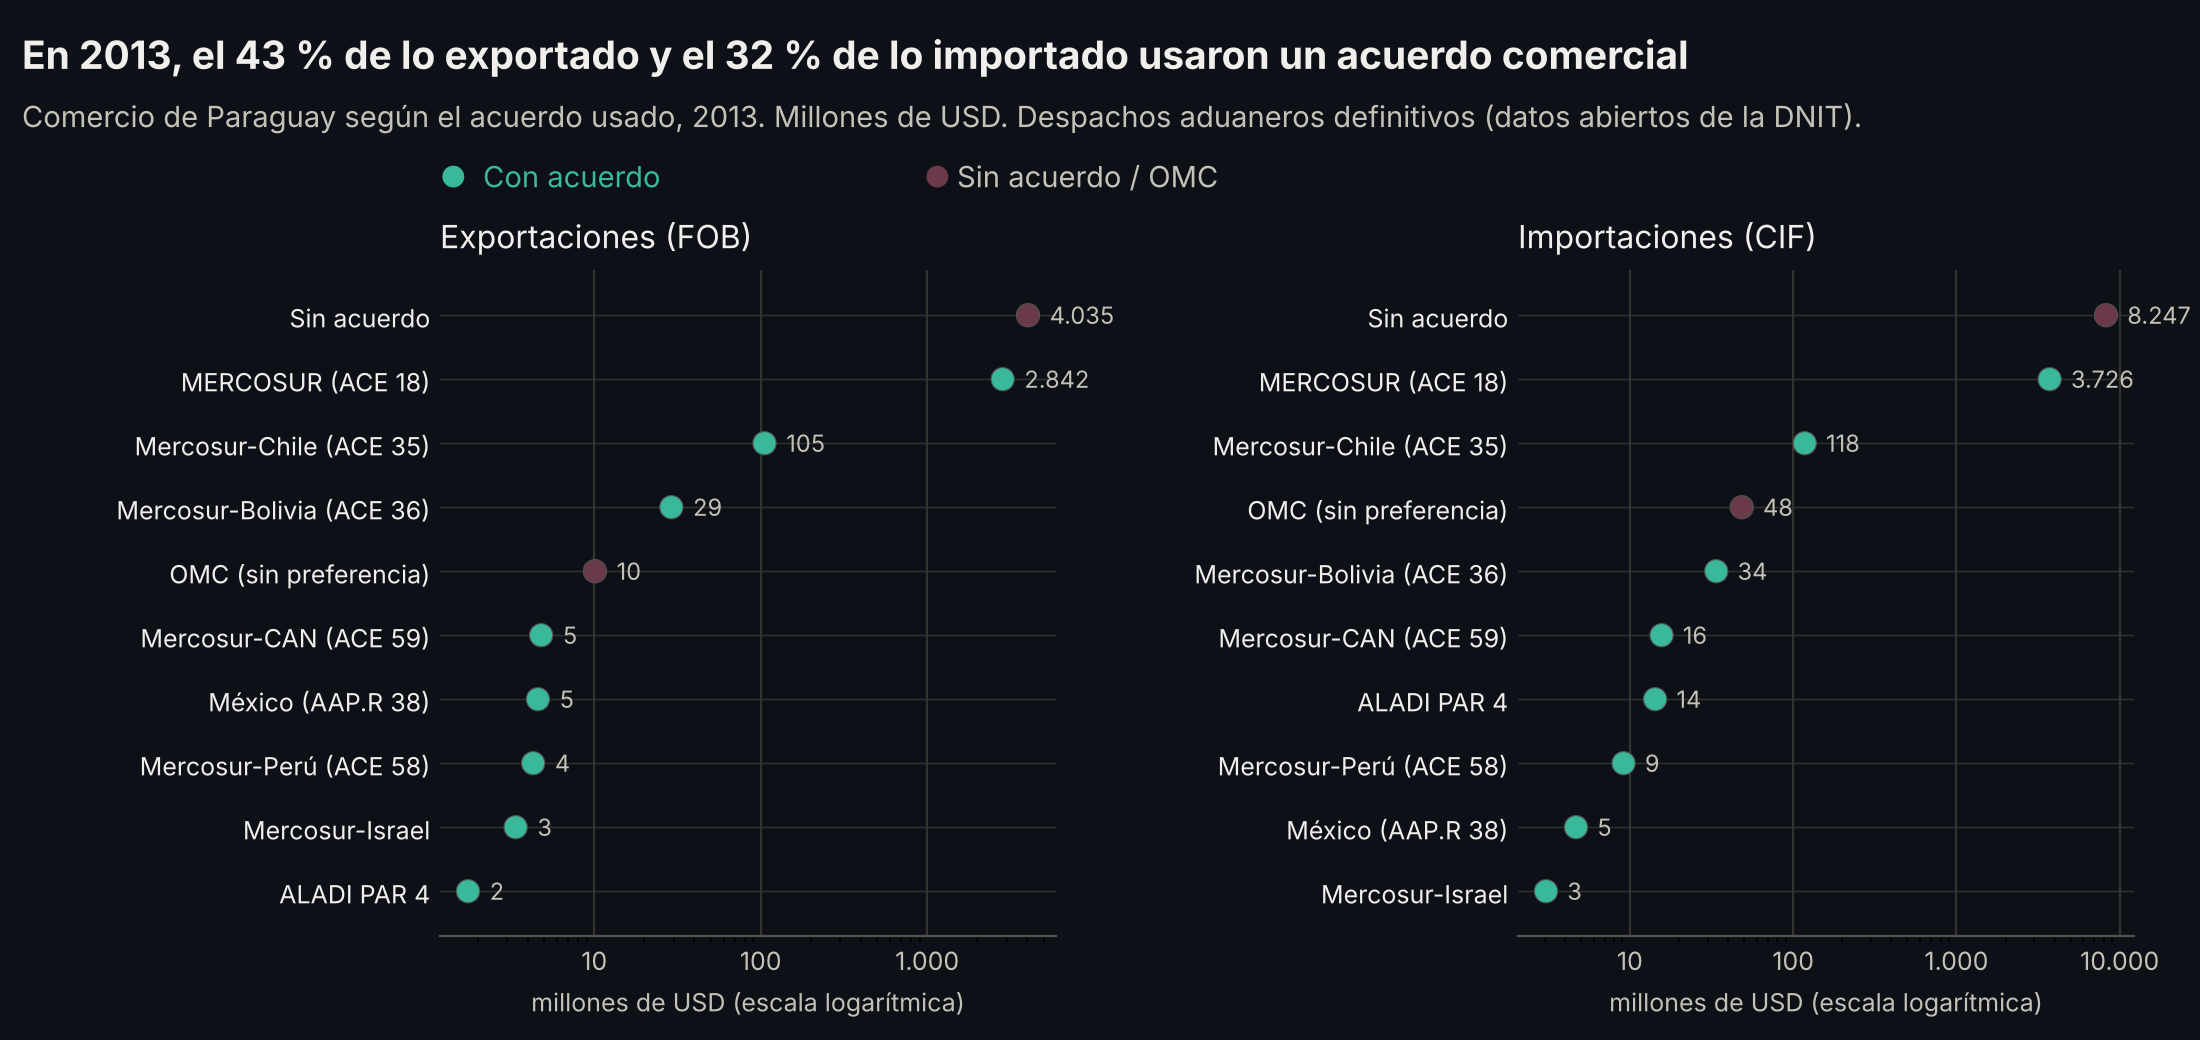 En 2013, el 43 % de lo exportado y el 32 % de lo importado usaron un acuerdo comercial
Comercio de Paraguay según el acuerdo usado, 2013. Millones de USD. Despachos aduaneros definitivos (datos abiertos de la DNIT).
Con acuerdo
Sin acuerdo / OMC
Exportaciones (FOB)
Sin acuerdo 4.035
MERCOSUR (ACE 18) 2.842
Mercosur-Chile (ACE 35) 105
Mercosur-Bolivia (ACE 36) 29
OMC (sin preferencia) 10
Mercosur-CAN (ACE 59) 5
México (AAP.R 38) 5
Mercosur-Perú (ACE 58) 4
Mercosur-Israel 3
ALADI PAR 4 2
10 100 1.000
millones de USD (escala logarítmica)
Importaciones (CIF)
Sin acuerdo 8.247
MERCOSUR (ACE 18) 3.726
Mercosur-Chile (ACE 35) 118
OMC (sin preferencia) 48
Mercosur-Bolivia (ACE 36) 34
Mercosur-CAN (ACE 59) 16
ALADI PAR 4 14
Mercosur-Perú (ACE 58) 9
México (AAP.R 38) 5
Mercosur-Israel 3
10 100 1.000 10.000
millones de USD (escala logarítmica)